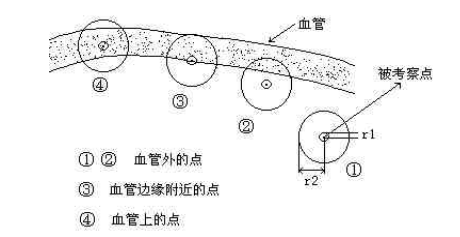 血管
④
③
②
被考察点
r1
r2
①
① ② 血管外的点
③ 血管边缘附近的点
④ 血管上的点